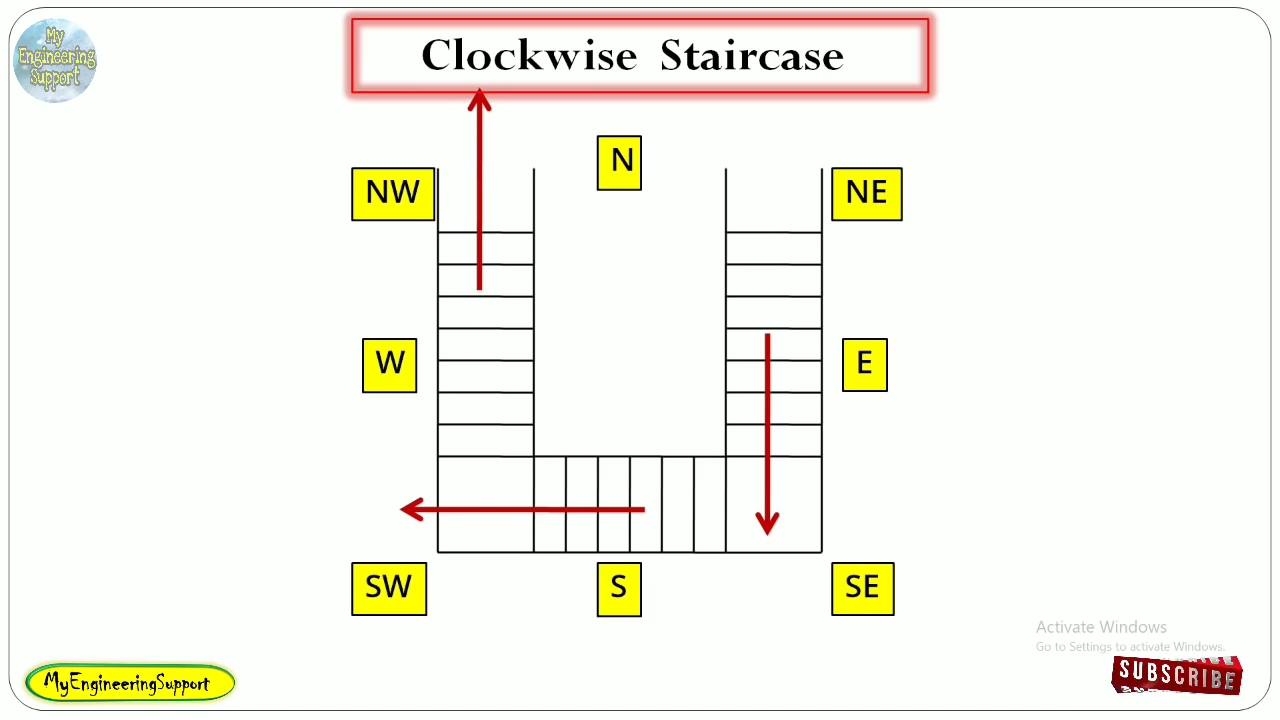 My
Engineering
Support
Clockwise Staircase
N
NW
NE
W
E
SW
S
SE
Activate Windows
Go to Settings to activate Windows.
MyEngineeringSupport
SUBSCRIBE